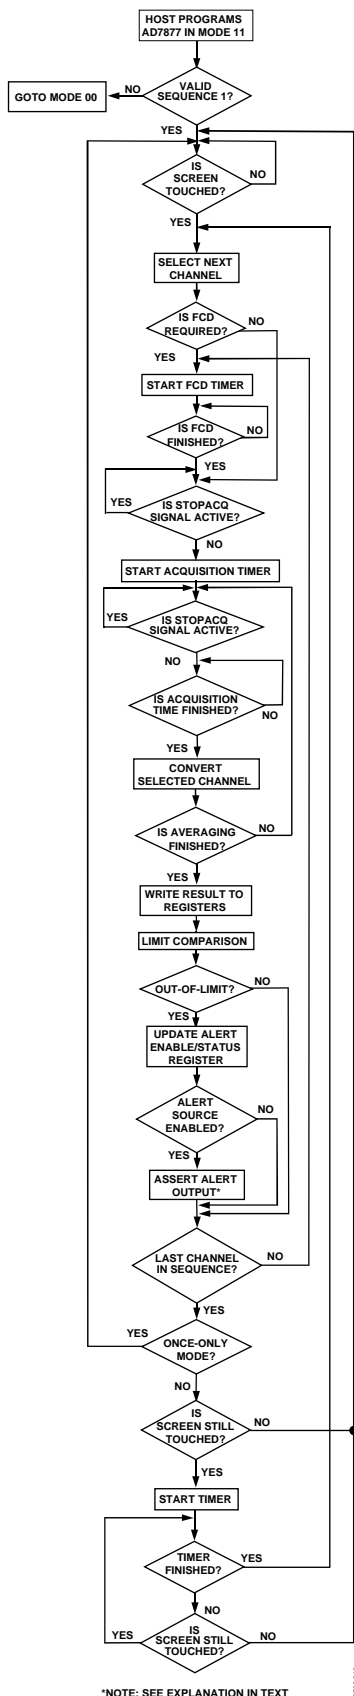 HOST PROGRAMS
AD7877 IN MODE 11
VALID
SEQUENCE 1?
NO
GOTO MODE 00
YES
IS
SCREEN
TOUCHED?
NO
YES
SELECT NEXT
CHANNEL
IS FCD
REQUIRED?
NO
YES
START FCD TIMER
IS FCD
FINISHED?
NO
YES
IS STOPACQ
SIGNAL ACTIVE?
YES
NO
START ACQUISITION TIMER
IS STOPACQ
SIGNAL ACTIVE?
YES
NO
IS ACQUISITION
TIME FINISHED?
NO
YES
CONVERT
SELECTED CHANNEL
IS AVERAGING
FINISHED?
NO
YES
WRITE RESULT TO
REGISTERS
LIMIT COMPARISON
OUT-OF-LIMIT?
NO
YES
UPDATE ALERT
ENABLE/STATUS
REGISTER
ALERT
SOURCE
ENABLED?
NO
YES
ASSERT ALERT
OUTPUT*
LAST CHANNEL
IN SEQUENCE?
NO
YES
ONCE-ONLY
MODE?
YES
NO
IS
SCREEN STILL
TOUCHED?
NO
YES
START TIMER
TIMER
FINISHED?
YES
NO
IS
SCREEN STILL
TOUCHED?
YES
NO
*NOTE: SEE EXPLANATION IN TEXT